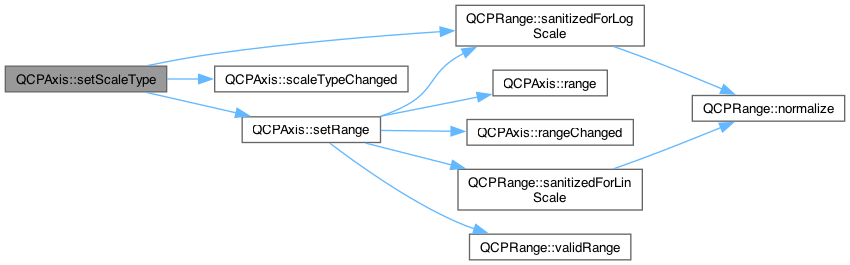 QCPAxis::setScaleType
QCPRange::sanitizedForLog
Scale
QCPAxis::scaleTypeChanged
QCPAxis::setRange
QCPAxis::range
QCPAxis::rangeChanged
QCPRange::sanitizedForLin
Scale
QCPRange::validRange
QCPRange::normalize